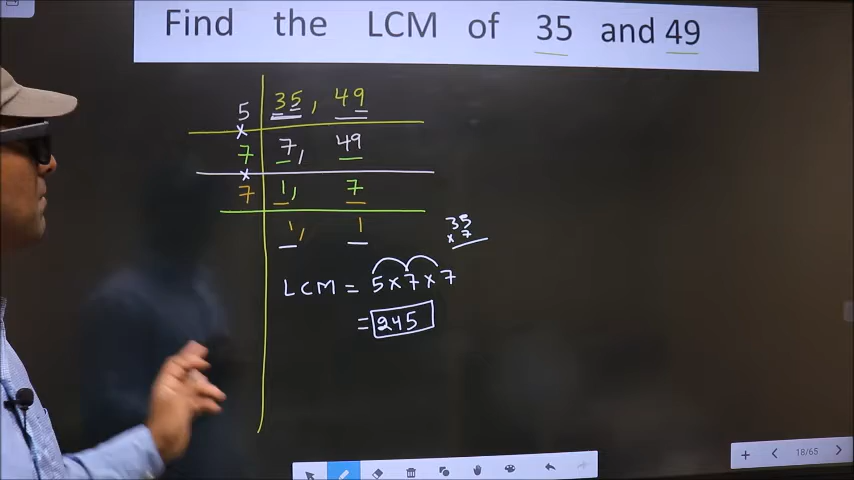 Find the LCM of 35 and 49
5 35, 49
×
7 7, 49
×
7 1, 7
1, 1
35
× 7
LCM = 5×7×7
= 245
18/65